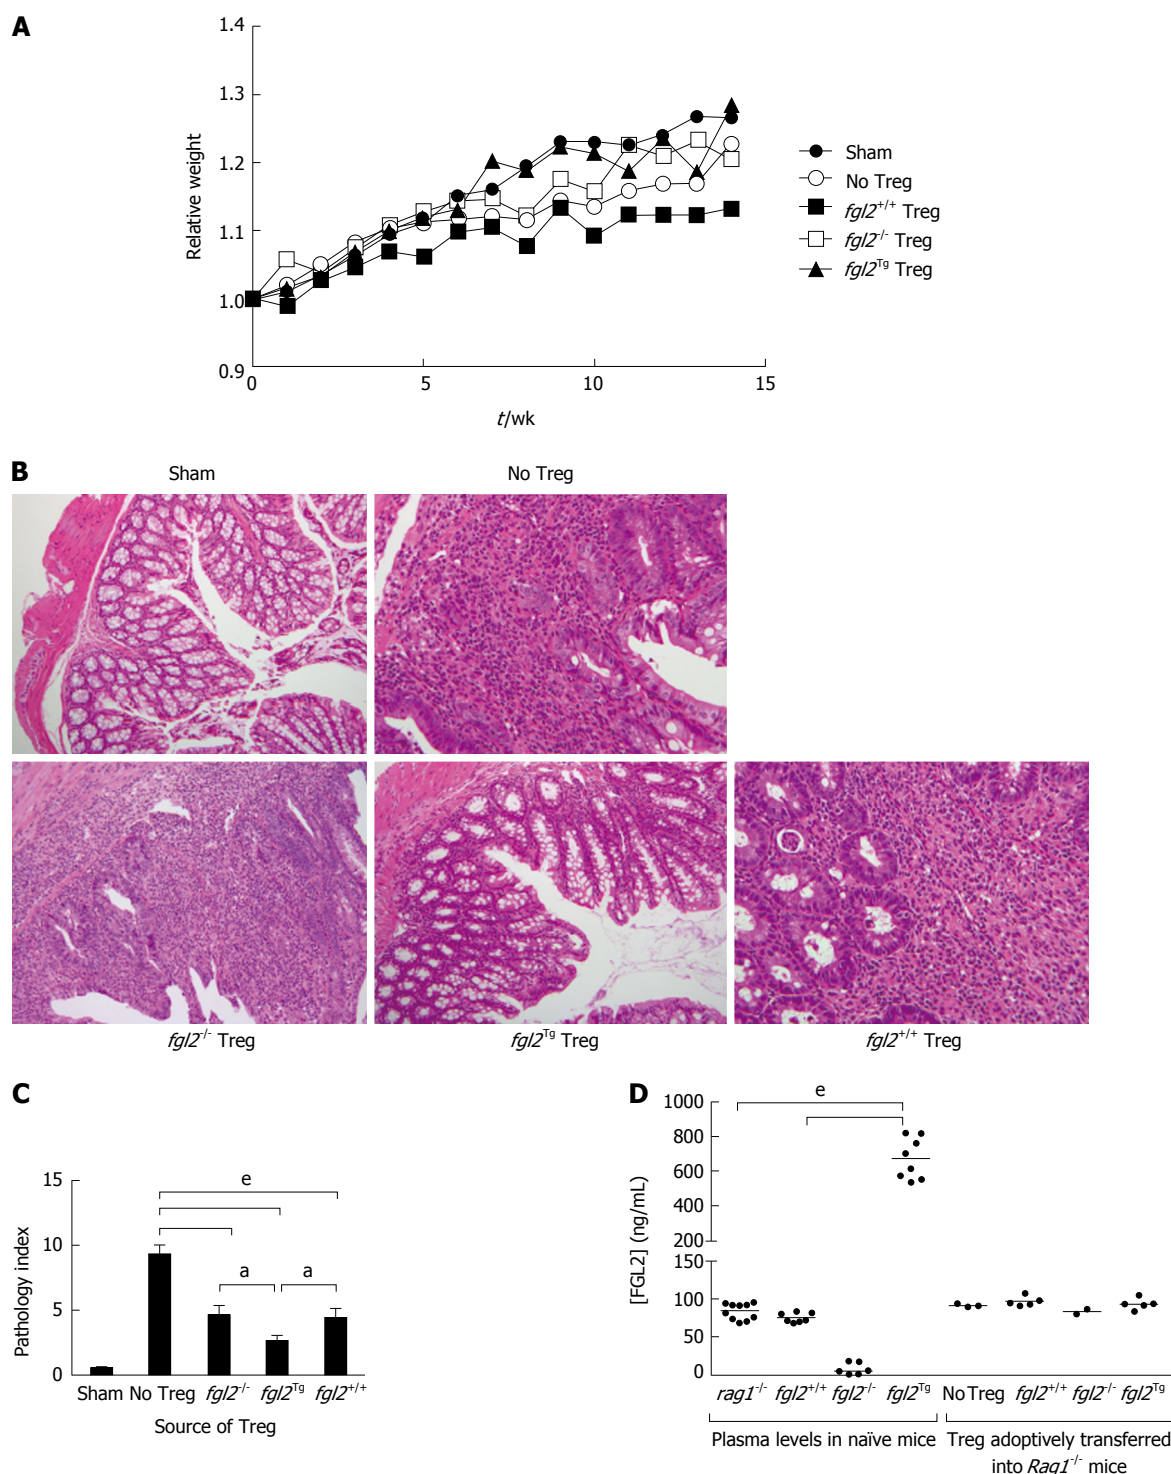 A
1.4
1.3
1.2
1.1
1.0
0.9
Relative weight
0 5 10 15
t/wk
Sham
No Treg
fgl2+/+ Treg
fgl2-/- Treg
fgl2Tg Treg
B
Sham No Treg
fgl2-/- Treg fgl2Tg Treg fgl2+/+ Treg
C
15
10
5
0
Pathology index
e
a a
Sham No Treg fgl2-/- fgl2Tg fgl2+/+
Source of Treg
D
1000
800
600
400
200
150
100
50
0
[FGL2] (ng/mL)
e
rag1-/- fgl2+/+ fgl2-/- fgl2Tg No Treg fgl2+/+ fgl2-/- fgl2Tg
Plasma levels in naïve mice Treg adoptively transferred
into Rag1-/- mice